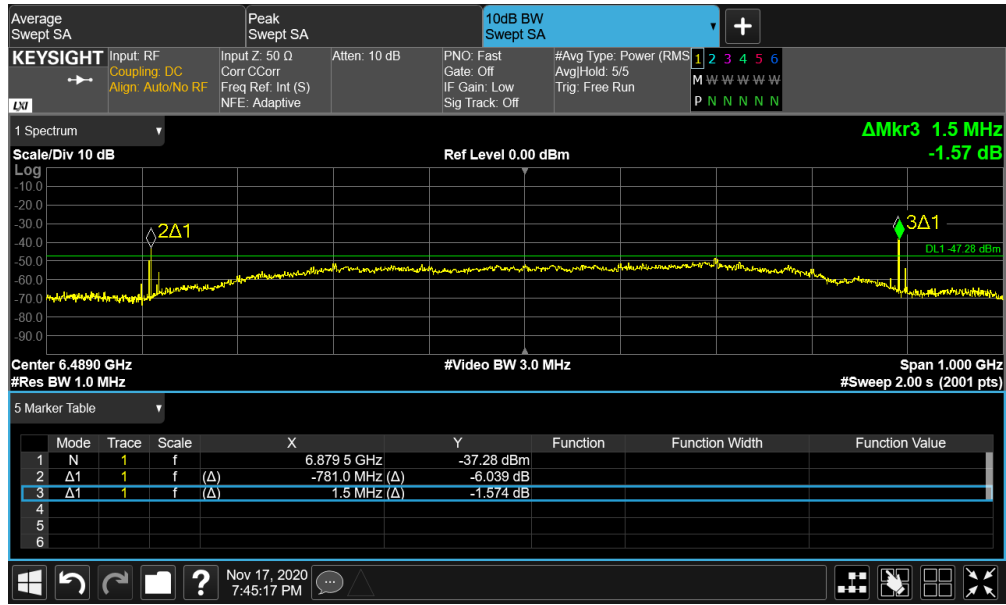 Average Peak 10dB BW
Swept SA Swept SA Swept SA +
KEYSIGHT Input: RF Input Z: 50 Ω Atten: 10 dB PNO: Fast #Avg Type: Power (RMS 1 2 3 4 5 6
Coupling: DC Corr CCorr Gate: Off Avg|Hold: 5/5 M W W W W W W
Align: Auto/No RF Freq Ref: Int (S) IF Gain: Low Trig: Free Run
LXI NFE: Adaptive Sig Track: Off P N N N N N
1 Spectrum ΔMkr3 1.5 MHz
Scale/Div 10 dB Ref Level 0.00 dBm -1.57 dB
Log
-10.0
-20.0
-30.0 2Δ1 3Δ1
-40.0
DL1 -47.28 dBm
-50.0
-60.0
-70.0
-80.0
-90.0
Center 6.4890 GHz #Video BW 3.0 MHz Span 1.000 GHz
#Res BW 1.0 MHz #Sweep 2.00 s (2001 pts)
5 Marker Table
Mode Trace Scale X Y Function Function Width Function Value
1 N 1 f 6.879 5 GHz -37.28 dBm
2 Δ1 1 f (Δ) -781.0 MHz (Δ) -6.039 dB
3 Δ1 1 f (Δ) 1.5 MHz (Δ) -1.574 dB
4
5
6
? Nov 17, 2020
7:45:17 PM